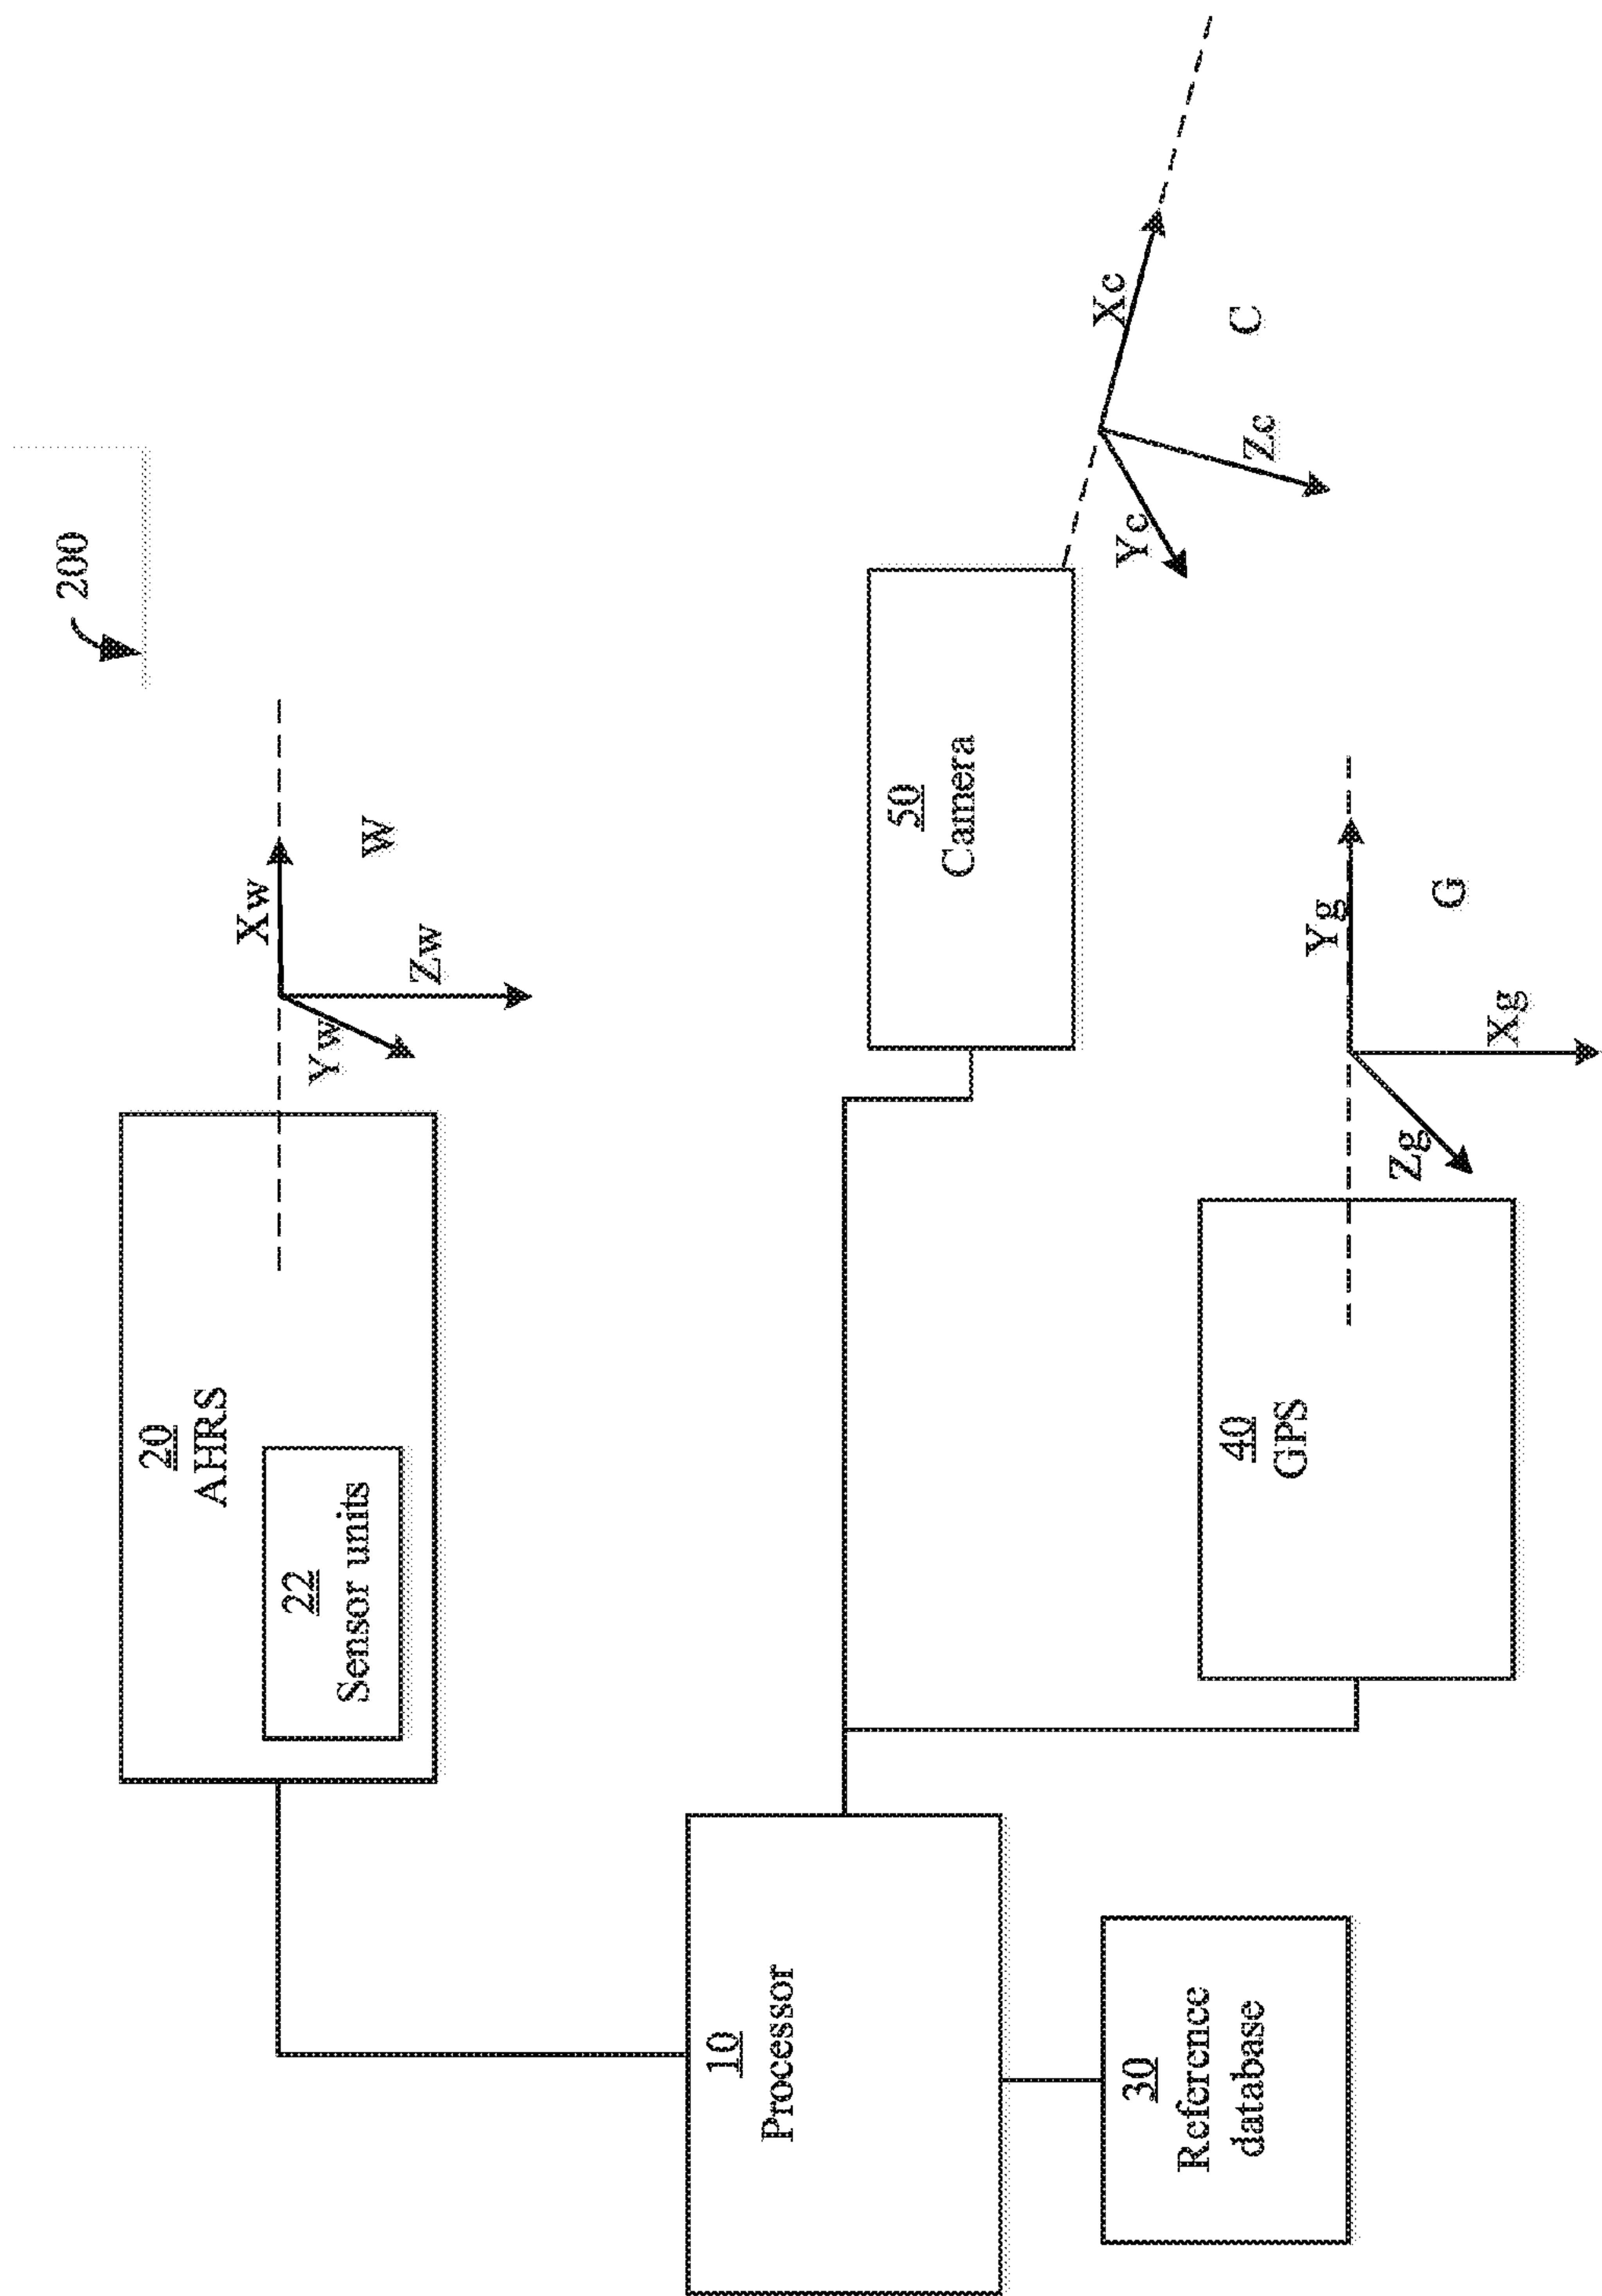 200
20
AHRS
22
Sensor units
Xw
Yw
Zw
W
10
Processor
50
Camera
Xc
Yc
Zc
C
30
Reference
database
40
GPS
Yg
Zg
Xg
G